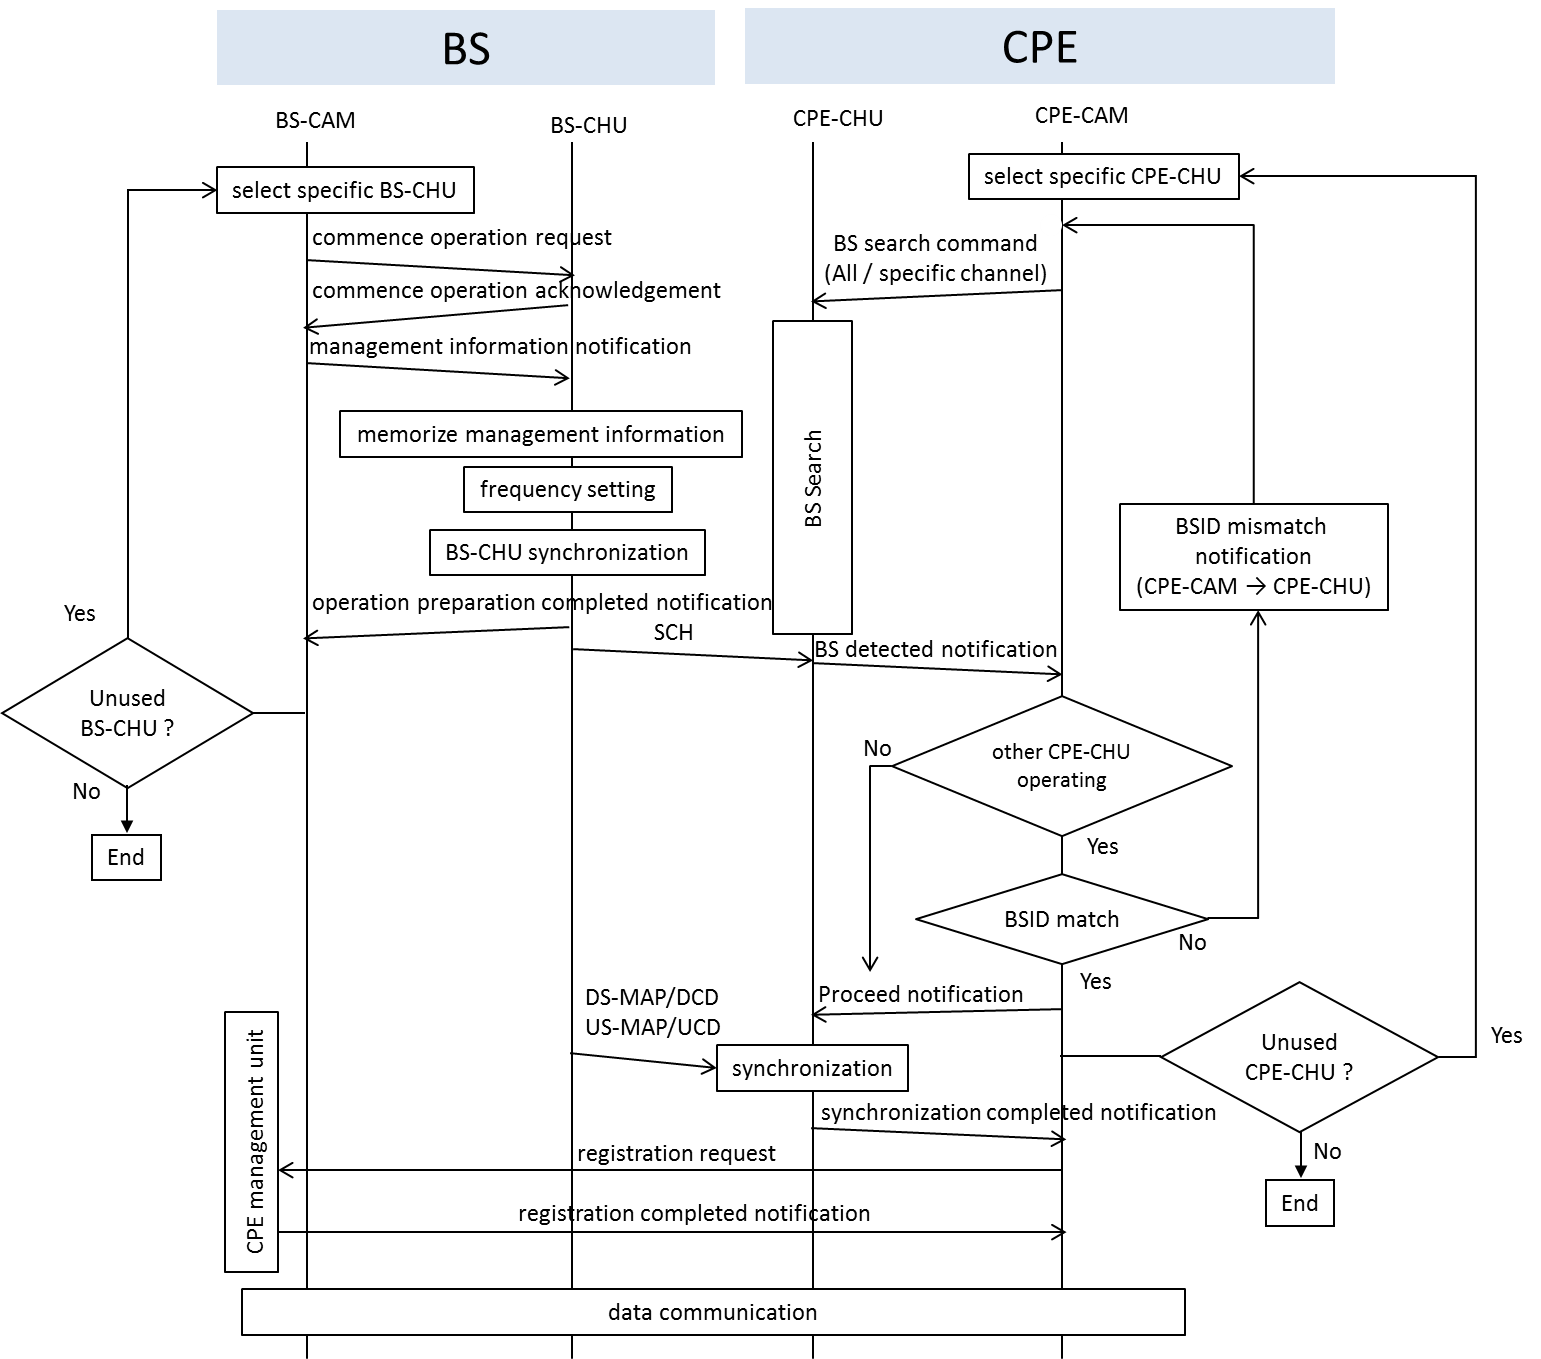 BS
CPE
BS-CAM
BS-CHU
CPE-CHU
CPE-CAM
select specific BS-CHU
select specific CPE-CHU
commence operation request
BS search command
(All / specific channel)
commence operation acknowledgement
management information notification
memorize management information
frequency setting
BS-CHU synchronization
BS Search
BSID mismatch
notification
(CPE-CAM → CPE-CHU)
operation preparation completed notification
SCH
BS detected notification
Yes
Unused
BS-CHU ?
No
End
other CPE-CHU
operating
No
Yes
BSID match
No
Yes
Proceed notification
DS-MAP/DCD
US-MAP/UCD
synchronization
Unused
CPE-CHU ?
Yes
No
End
synchronization completed notification
CPE management unit
registration request
registration completed notification
data communication